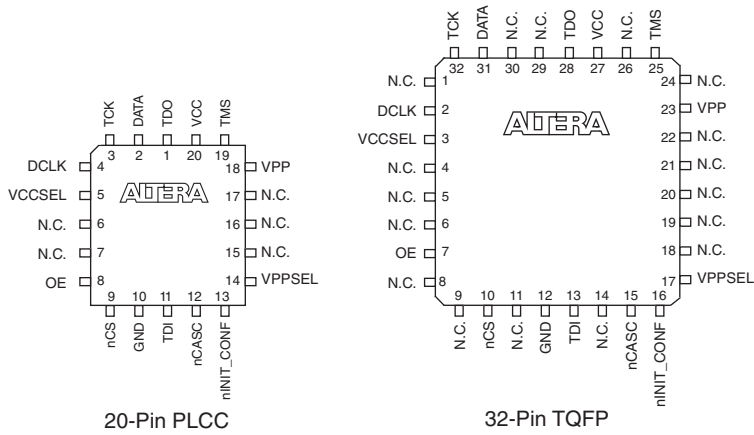 TCK
DATA
TDO
VCC
TMS
3
2
1
20
19
DCLK 4
VCCSEL 5
N.C. 6
N.C. 7
OE 8
ALTERA
18 VPP
17 N.C.
16 N.C.
15 N.C.
14 VPPSEL
9
10
11
12
13
nCS
GND
TDI
nCASC
nINIT_CONF
20-Pin PLCC
TCK
DATA
N.C.
N.C.
TDO
VCC
N.C.
TMS
32
31
30
29
28
27
26
25
N.C. 1
DCLK 2
VCCSEL 3
N.C. 4
N.C. 5
N.C. 6
OE 7
N.C. 8
ALTERA
24 N.C.
23 VPP
22 N.C.
21 N.C.
20 N.C.
19 N.C.
18 N.C.
17 VPPSEL
9
10
11
12
13
14
15
16
N.C.
nCS
N.C.
GND
TDI
N.C.
nCASC
nINIT_CONF
32-Pin TQFP